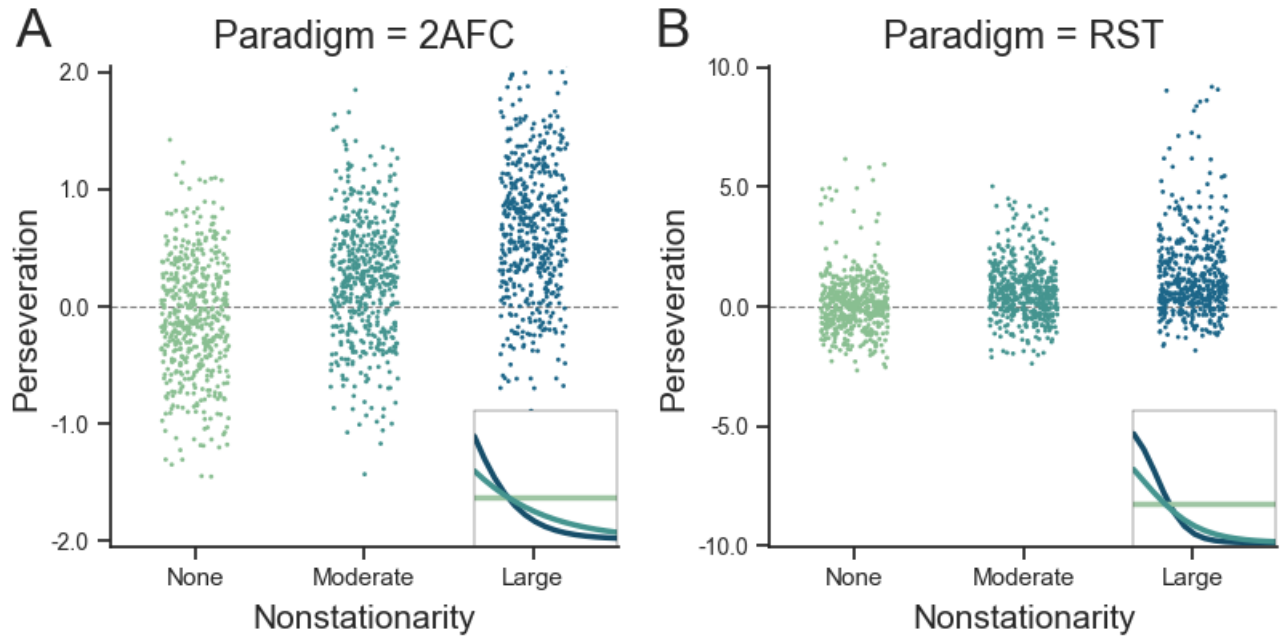 A
Paradigm = 2AFC
2.0
1.0
0.0
-1.0
-2.0
Perseveration
None
Moderate
Large
Nonstationarity
B
Paradigm = RST
10.0
5.0
0.0
-5.0
-10.0
Perseveration
None
Moderate
Large
Nonstationarity